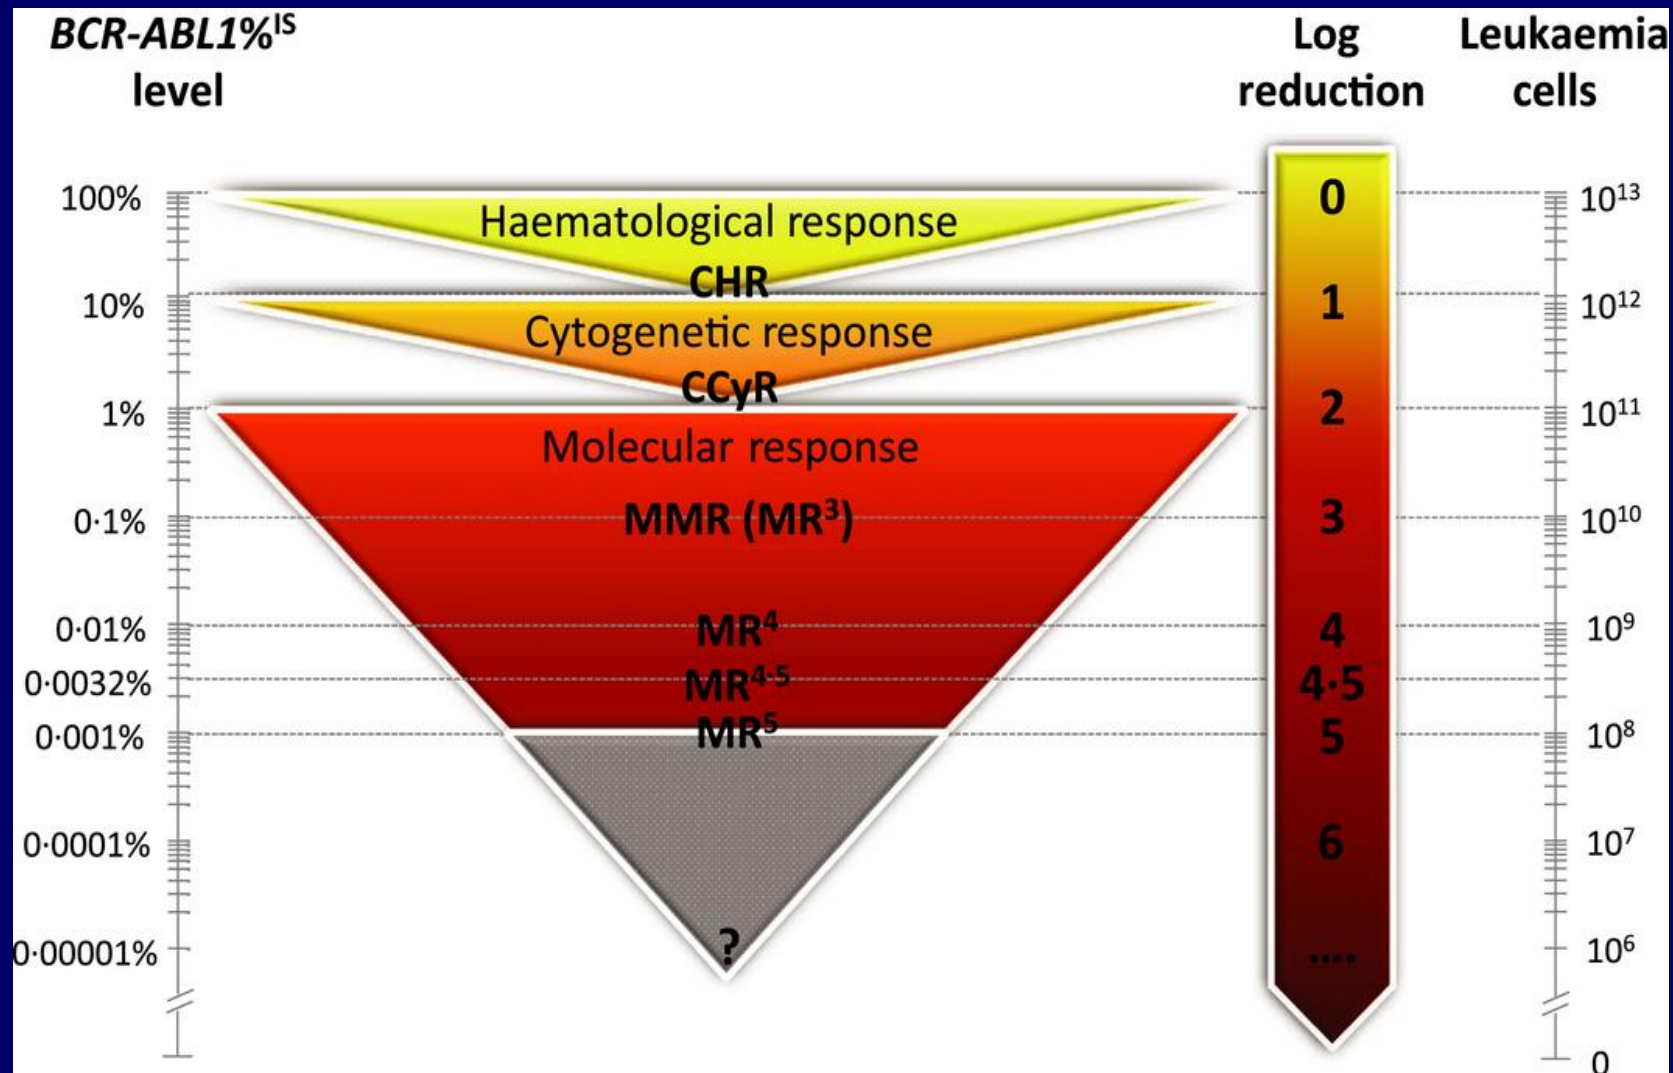 BCR-ABL1%ᴵˢ
level
Log
reduction
Leukaemia
cells
100%
Haematological response
0
10¹³
CHR
10%
1
10¹²
Cytogenetic response
CCyR
1%
2
10¹¹
Molecular response
0·1%
MMR (MR³)
3
10¹⁰
0·01%
MR⁴
4
10⁹
0·0032%
MR⁴·⁵
4·5
0·001%
MR⁵
5
10⁸
0·0001%
6
10⁷
0·00001%
?
....
10⁶
0